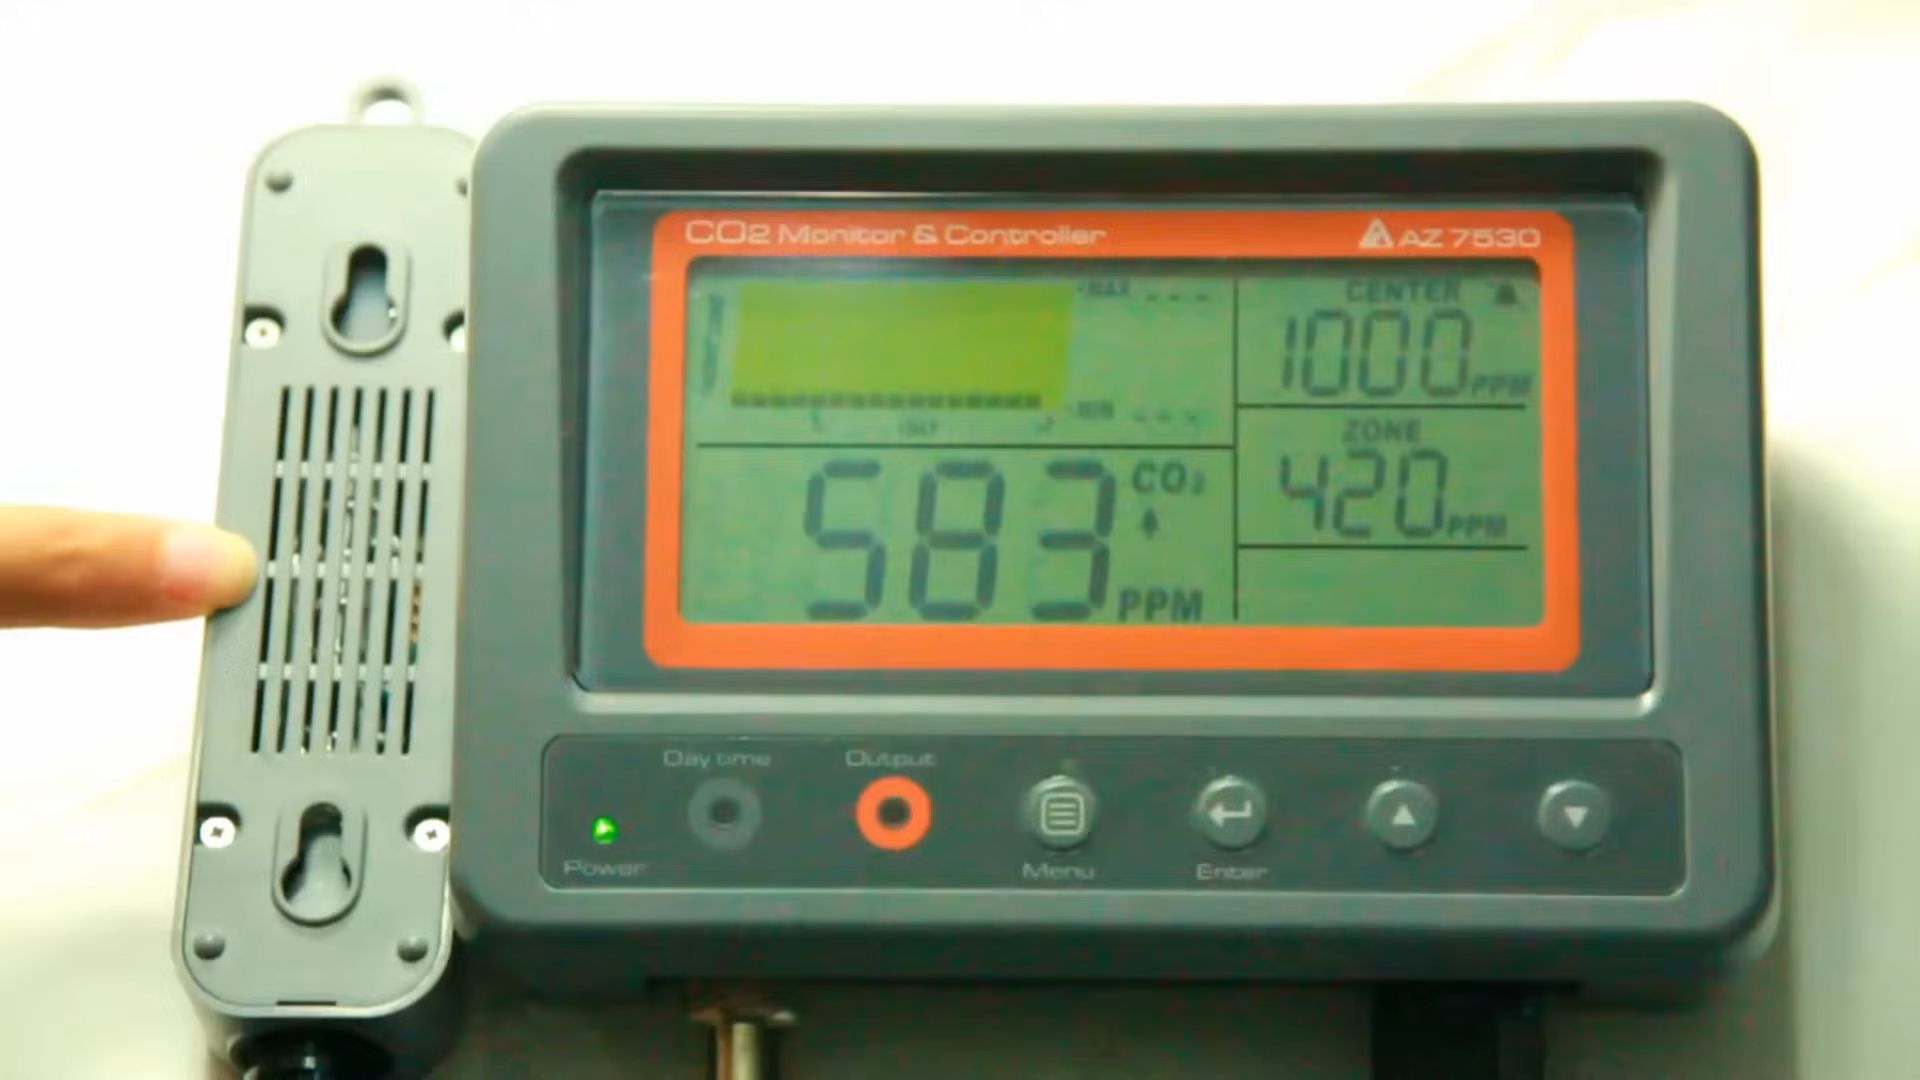 CO2 Monitor & Controller
AZ 7530
MAX ---
MIN ---
CENTER
1000 PPM
ZONE
420 PPM
583 CO2
PPM
Day time
Output
Power
Menu
Enter